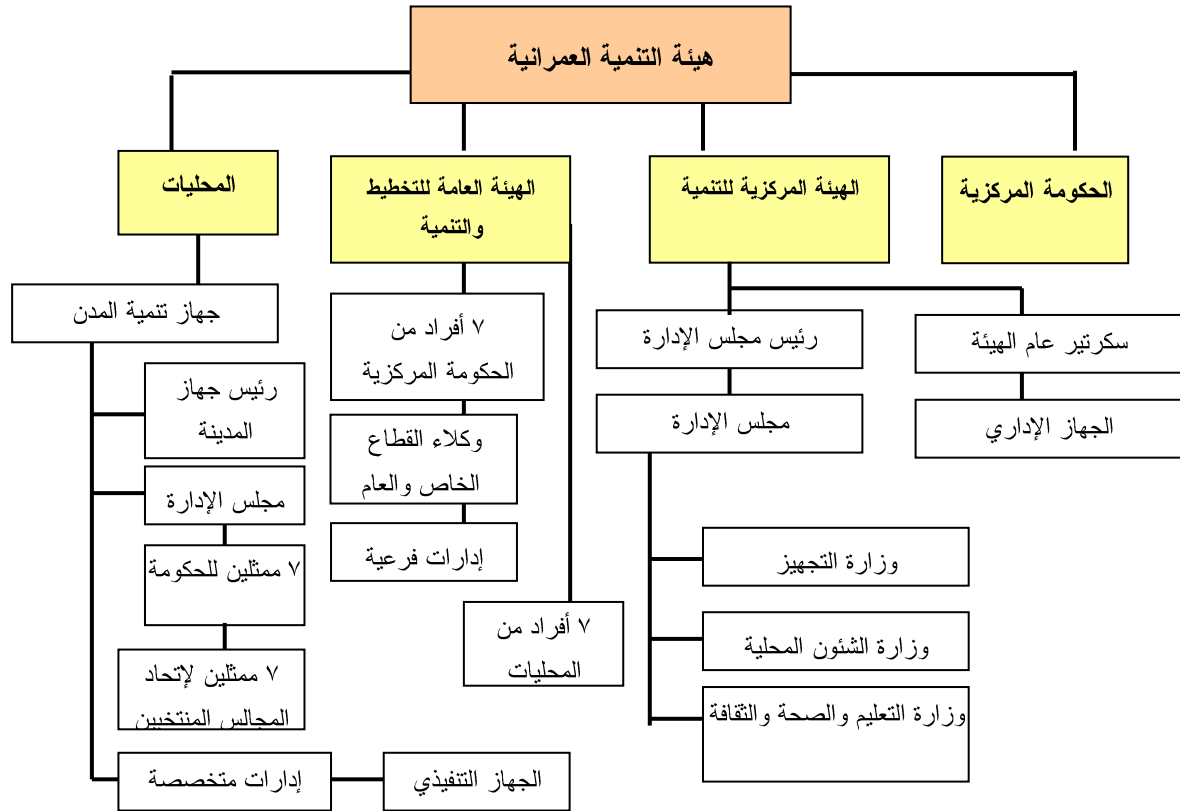 هيئة التنمية العمرانية
الحكومة المركزية
الهيئة المركزية للتنمية
الهيئة العامة للتخطيط
والتنمية
المحليات
سكرتير عام الهيئة
الجهاز الإداري
رئيس مجلس الإدارة
مجلس الإدارة
وزارة التجهيز
وزارة الشئون المحلية
وزارة التعليم والصحة والثقافة
٧ أفراد من
الحكومة المركزية
وكلاء القطاع
الخاص والعام
إدارات فرعية
٧ أفراد من
المحليات
جهاز تنمية المدن
رئيس جهاز
المدينة
مجلس الإدارة
٧ ممثلين للحكومة
٧ ممثلين لإتحاد
المجالس المنتخبين
إدارات متخصصة
الجهاز التنفيذي